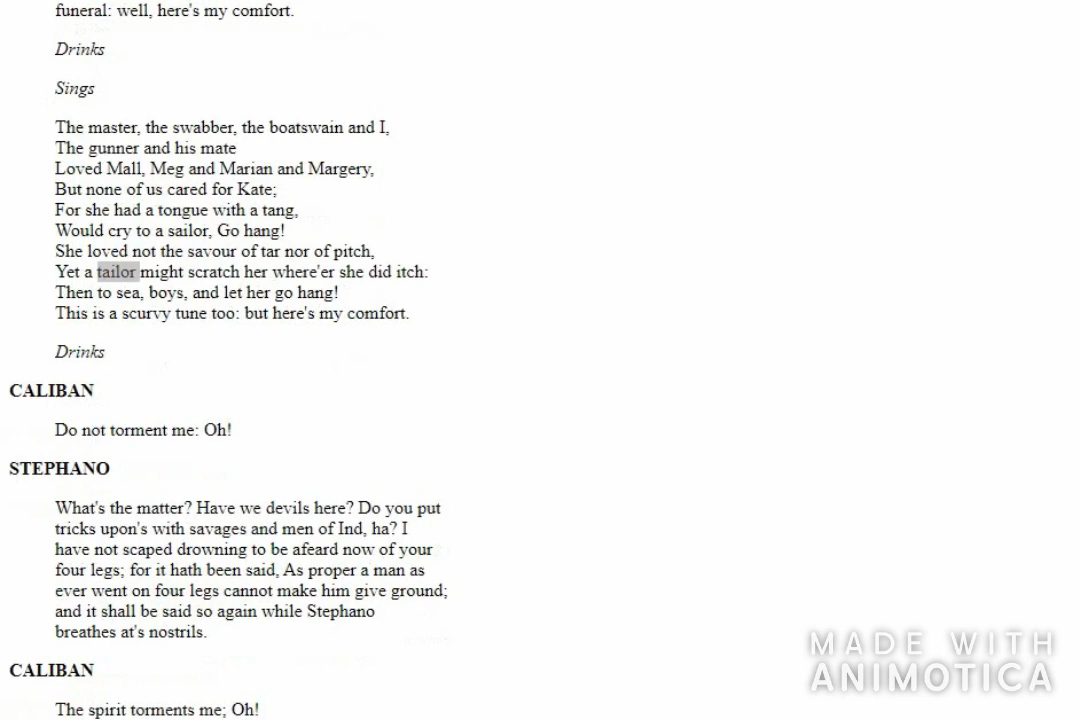 funeral: well, here's my comfort.
Drinks
Sings
The master, the swabber, the boatswain and I,
The gunner and his mate
Loved Mall, Meg and Marian and Margery,
But none of us cared for Kate;
For she had a tongue with a tang,
Would cry to a sailor, Go hang!
She loved not the savour of tar nor of pitch,
Yet a tailor might scratch her where'er she did itch:
Then to sea, boys, and let her go hang!
This is a scurvy tune too: but here's my comfort.
Drinks
CALIBAN
Do not torment me: Oh!
STEPHANO
What's the matter? Have we devils here? Do you put
tricks upon's with savages and men of Ind, ha? I
have not scaped drowning to be afeard now of your
four legs; for it hath been said, As proper a man as
ever went on four legs cannot make him give ground;
and it shall be said so again while Stephano
breathes at's nostrils.
CALIBAN
The spirit torments me; Oh!
MADE WITH
ANIMOTICA